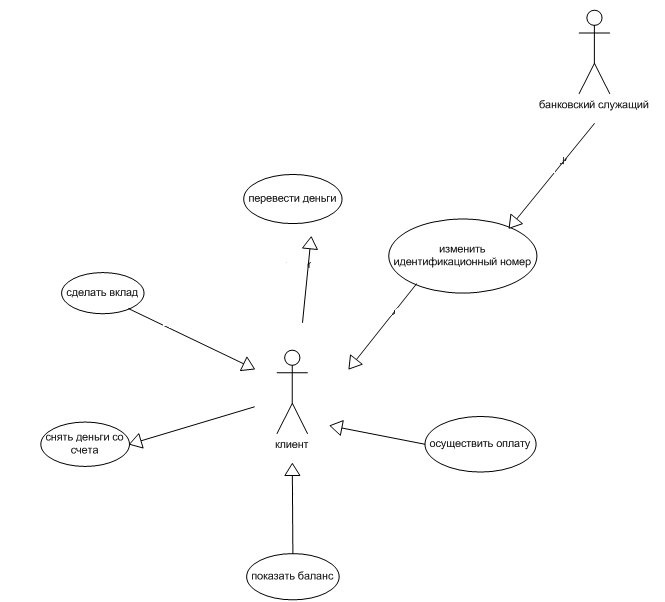 банковский служащий
перевести деньги
изменить
идентификационный номер
сделать вклад
снять деньги со
счета
клиент
осуществить оплату
показать баланс